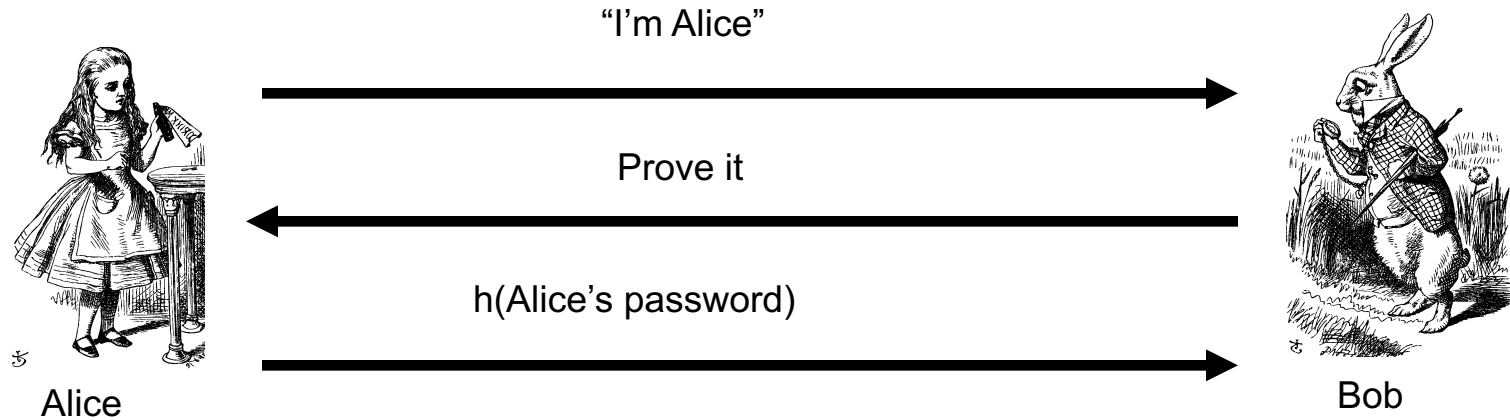 “I’m Alice”
Prove it
h(Alice’s password)
Alice
Bob